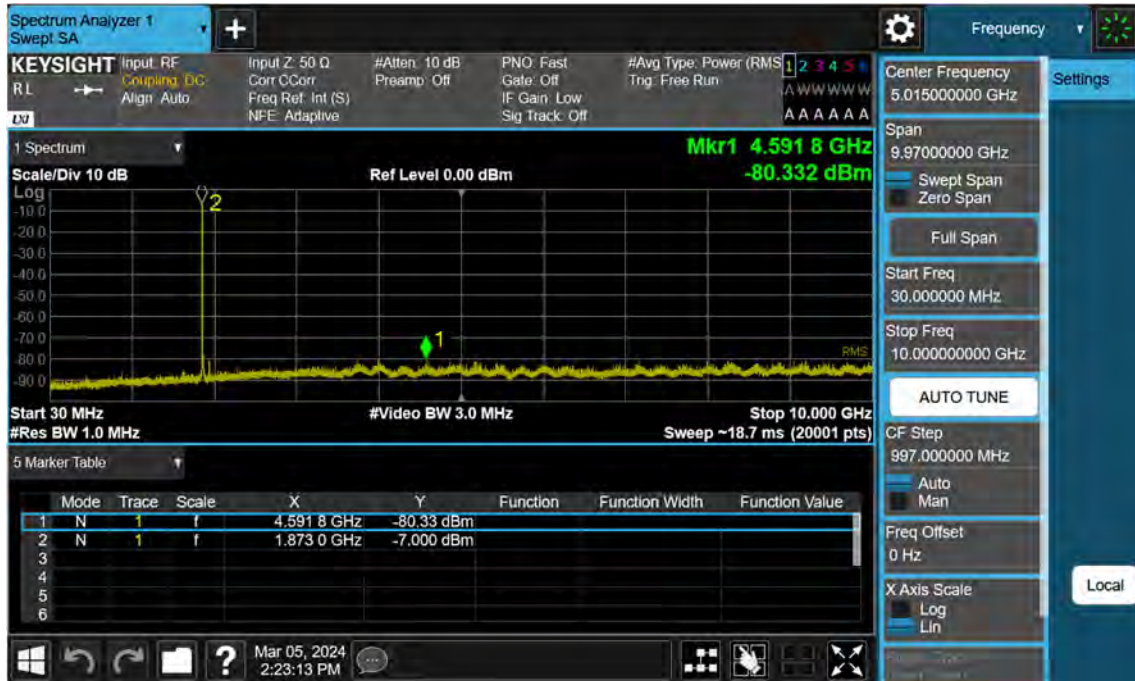 Spectrum Analyzer 1
Swept SA
+
Frequency
KEYSIGHT
RL
LXI
Input: RF
Coupling: DC
Align: Auto
Input Z: 50 Ω
Corr CCorr
Freq Ref: Int (S)
NFE: Adaptive
#Atten: 10 dB
Preamp: Off
PNO: Fast
Gate: Off
IF Gain: Low
Sig Track: Off
#Avg Type: Power (RMS
Trig: Free Run
1 2 3 4 5 6
A W W W W W
A A A A A A
1 Spectrum
Scale/Div 10 dB
Ref Level 0.00 dBm
Mkr1 4.591 8 GHz
-80.332 dBm
Log
-10.0
-20.0
-30.0
-40.0
-50.0
-60.0
-70.0
-80.0
-90.0
2
1
RMS
Start 30 MHz
#Video BW 3.0 MHz
Stop 10.000 GHz
#Res BW 1.0 MHz
Sweep ~18.7 ms (20001 pts)
5 Marker Table
Mode Trace Scale X Y Function Function Width Function Value
1 N 1 f 4.591 8 GHz -80.33 dBm
2 N 1 f 1.873 0 GHz -7.000 dBm
3
4
5
6
?
Mar 05, 2024
2:23:13 PM
Center Frequency
5.015000000 GHz
Span
9.97000000 GHz
Swept Span
Zero Span
Full Span
Start Freq
30.000000 MHz
Stop Freq
10.000000000 GHz
AUTO TUNE
CF Step
997.000000 MHz
Auto
Man
Freq Offset
0 Hz
X Axis Scale
Log
Lin
Settings
Local